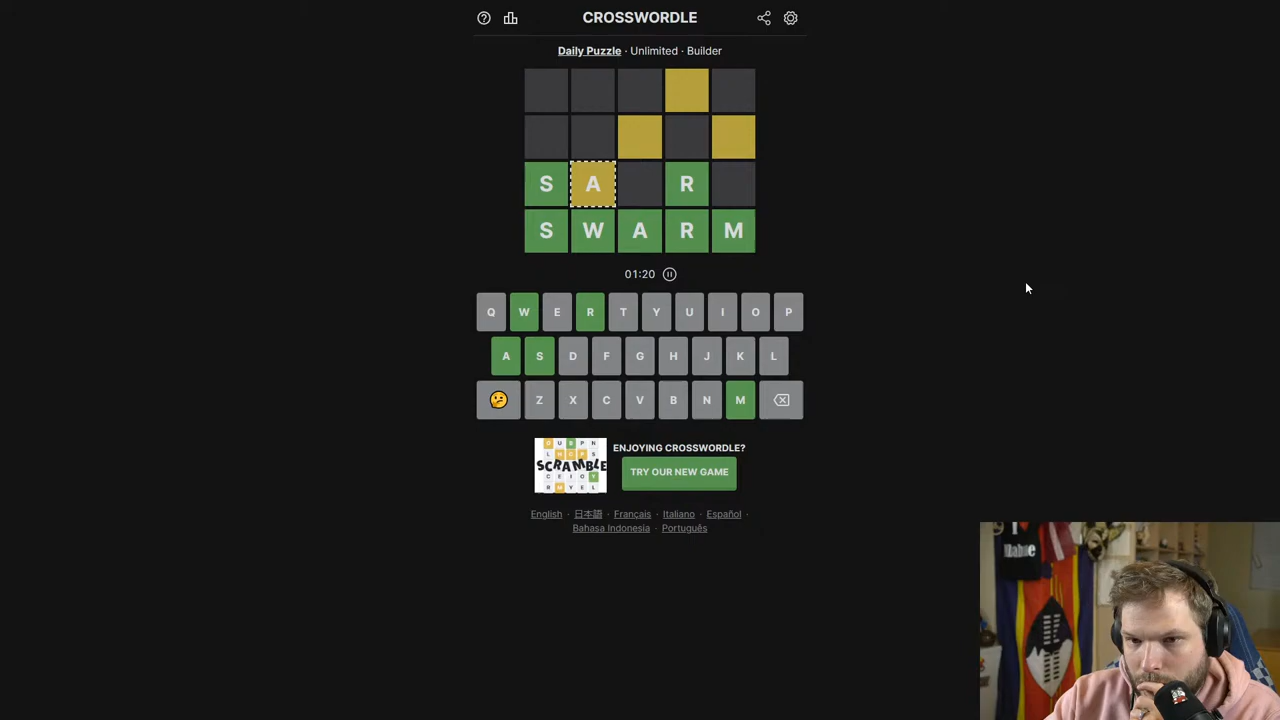 CROSSWORDLE
Daily Puzzle · Unlimited · Builder
S A R
S W A R M
01:20
Q W E R T Y U I O P
A S D F G H J K L
Z X C V B N M
ENJOYING CROSSWORDLE?
SCRAMBLE
TRY OUR NEW GAME
English · 日本語 · Français · Italiano · Español ·
Bahasa Indonesia · Português